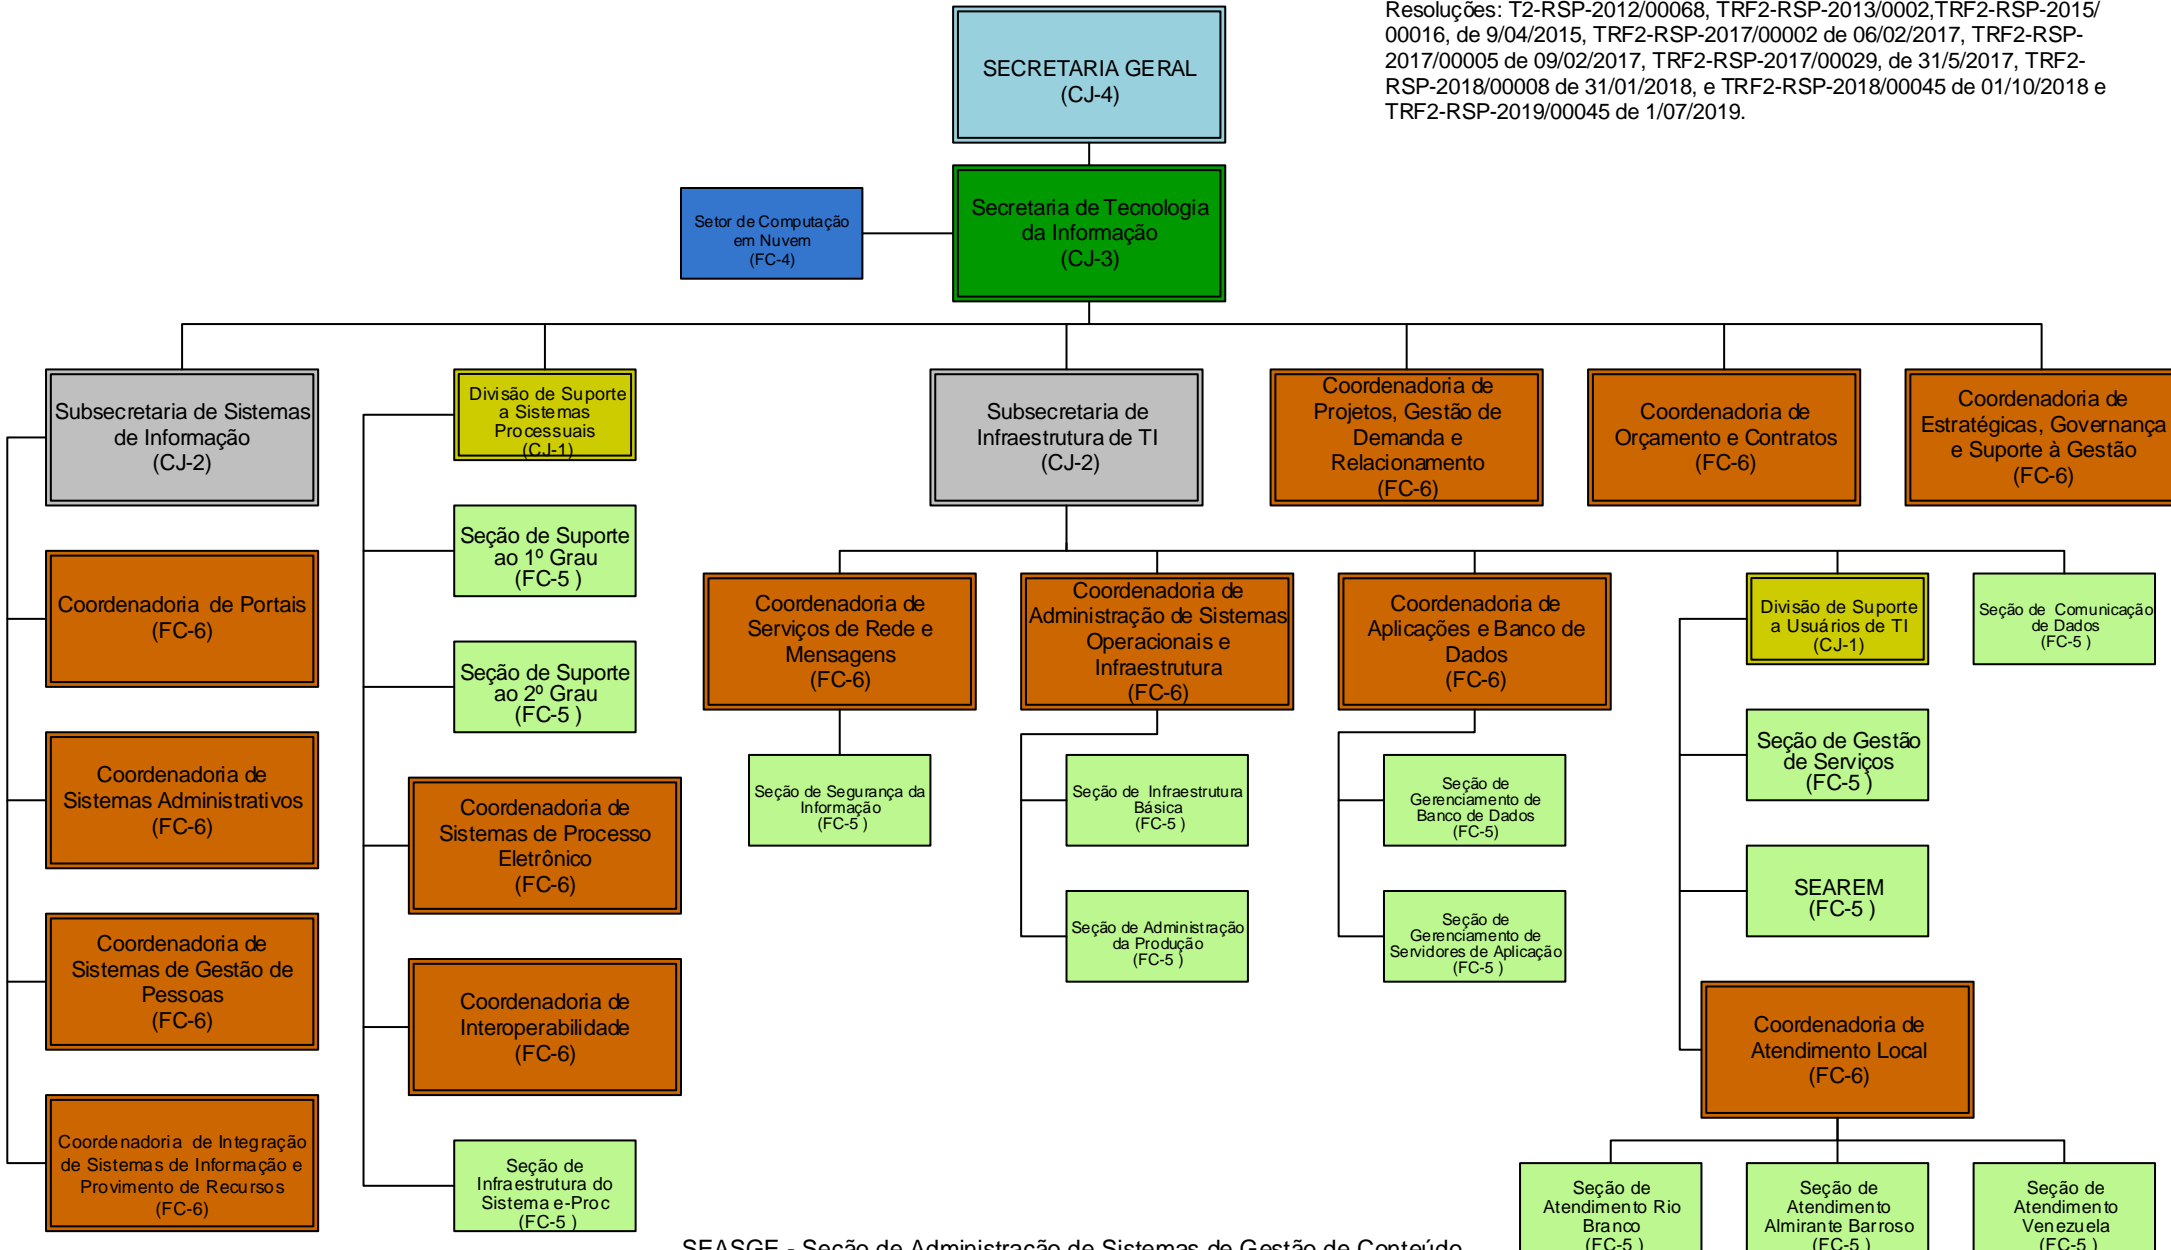 Resoluções: T2-RSP-2012/00068, TRF2-RSP-2013/0002,TRF2-RSP-2015/
00016, de 9/04/2015, TRF2-RSP-2017/00002 de 06/02/2017, TRF2-RSP-
2017/00005 de 09/02/2017, TRF2-RSP-2017/00029, de 31/5/2017, TRF2-
RSP-2018/00008 de 31/01/2018, e TRF2-RSP-2018/00045 de 01/10/2018 e
TRF2-RSP-2019/00045 de 1/07/2019.
SECRETARIA GERAL
(CJ-4)
Setor de Computação
em Nuvem
(FC-4)
Secretaria de Tecnologia
da Informação
(CJ-3)
Subsecretaria de Sistemas
de Informação
(CJ-2)
Divisão de Suporte
a Sistemas
Processuais
(CJ-1)
Subsecretaria de
Infraestrutura de TI
(CJ-2)
Coordenadoria de
Projetos, Gestão de
Demanda e
Relacionamento
(FC-6)
Coordenadoria de
Orçamento e Contratos
(FC-6)
Coordenadoria de
Estratégicas, Governança
e Suporte à Gestão
(FC-6)
Coordenadoria de Portais
(FC-6)
Coordenadoria de
Sistemas Administrativos
(FC-6)
Coordenadoria de
Sistemas de Gestão de
Pessoas
(FC-6)
Coordenadoria de Integração
de Sistemas de Informação e
Provimento de Recursos
(FC-6)
Seção de Suporte
ao 1º Grau
(FC-5 )
Seção de Suporte
ao 2º Grau
(FC-5 )
Coordenadoria de
Sistemas de Processo
Eletrônico
(FC-6)
Coordenadoria de
Interoperabilidade
(FC-6)
Seção de
Infraestrutura do
Sistema e-Proc
(FC-5 )
Coordenadoria de
Serviços de Rede e
Mensagens
(FC-6)
Coordenadoria de
Administração de Sistemas
Operacionais e
Infraestrutura
(FC-6)
Coordenadoria de
Aplicações e Banco de
Dados
(FC-6)
Divisão de Suporte
a Usuários de TI
(CJ-1)
Seção de Comunicação
de Dados
(FC-5 )
Seção de Segurança da
Informação
(FC-5 )
Seção de Infraestrutura
Básica
(FC-5 )
Seção de Administração
da Produção
(FC-5 )
Seção de
Gerenciamento de
Banco de Dados
(FC-5)
Seção de
Gerenciamento de
Servidores de Aplicação
(FC-5 )
Seção de Gestão
de Serviços
(FC-5 )
SEAREM
(FC-5 )
Coordenadoria de
Atendimento Local
(FC-6)
Seção de
Atendimento Rio
Branco
(FC-5 )
Seção de
Atendimento
Almirante Barroso
(FC-5 )
Seção de
Atendimento
Venezuela
(FC-5 )
SEASGE - Seção de Administração de Sistemas de Gestão de Conteúdo